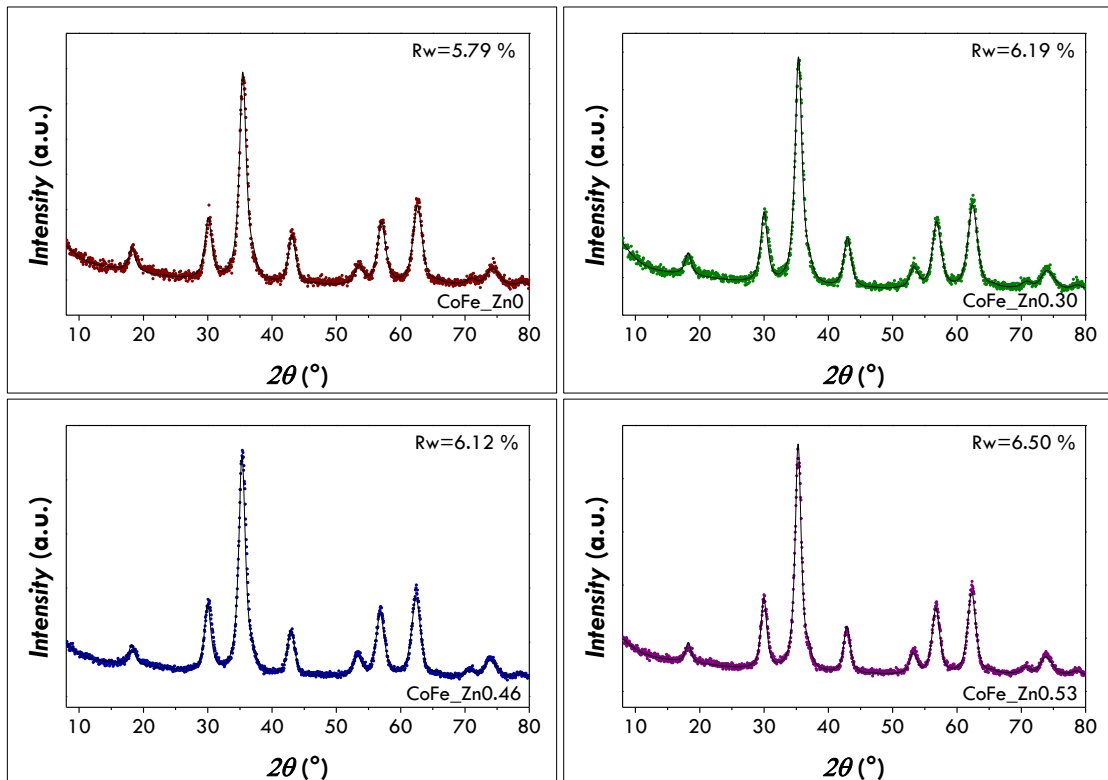 Rw=5.79 %
Intensity (a.u.)
CoFe_Zn0
10 20 30 40 50 60 70 80
2θ (°)
Rw=6.19 %
Intensity (a.u.)
CoFe_Zn0.30
10 20 30 40 50 60 70 80
2θ (°)
Rw=6.12 %
Intensity (a.u.)
CoFe_Zn0.46
10 20 30 40 50 60 70 80
2θ (°)
Rw=6.50 %
Intensity (a.u.)
CoFe_Zn0.53
10 20 30 40 50 60 70 80
2θ (°)